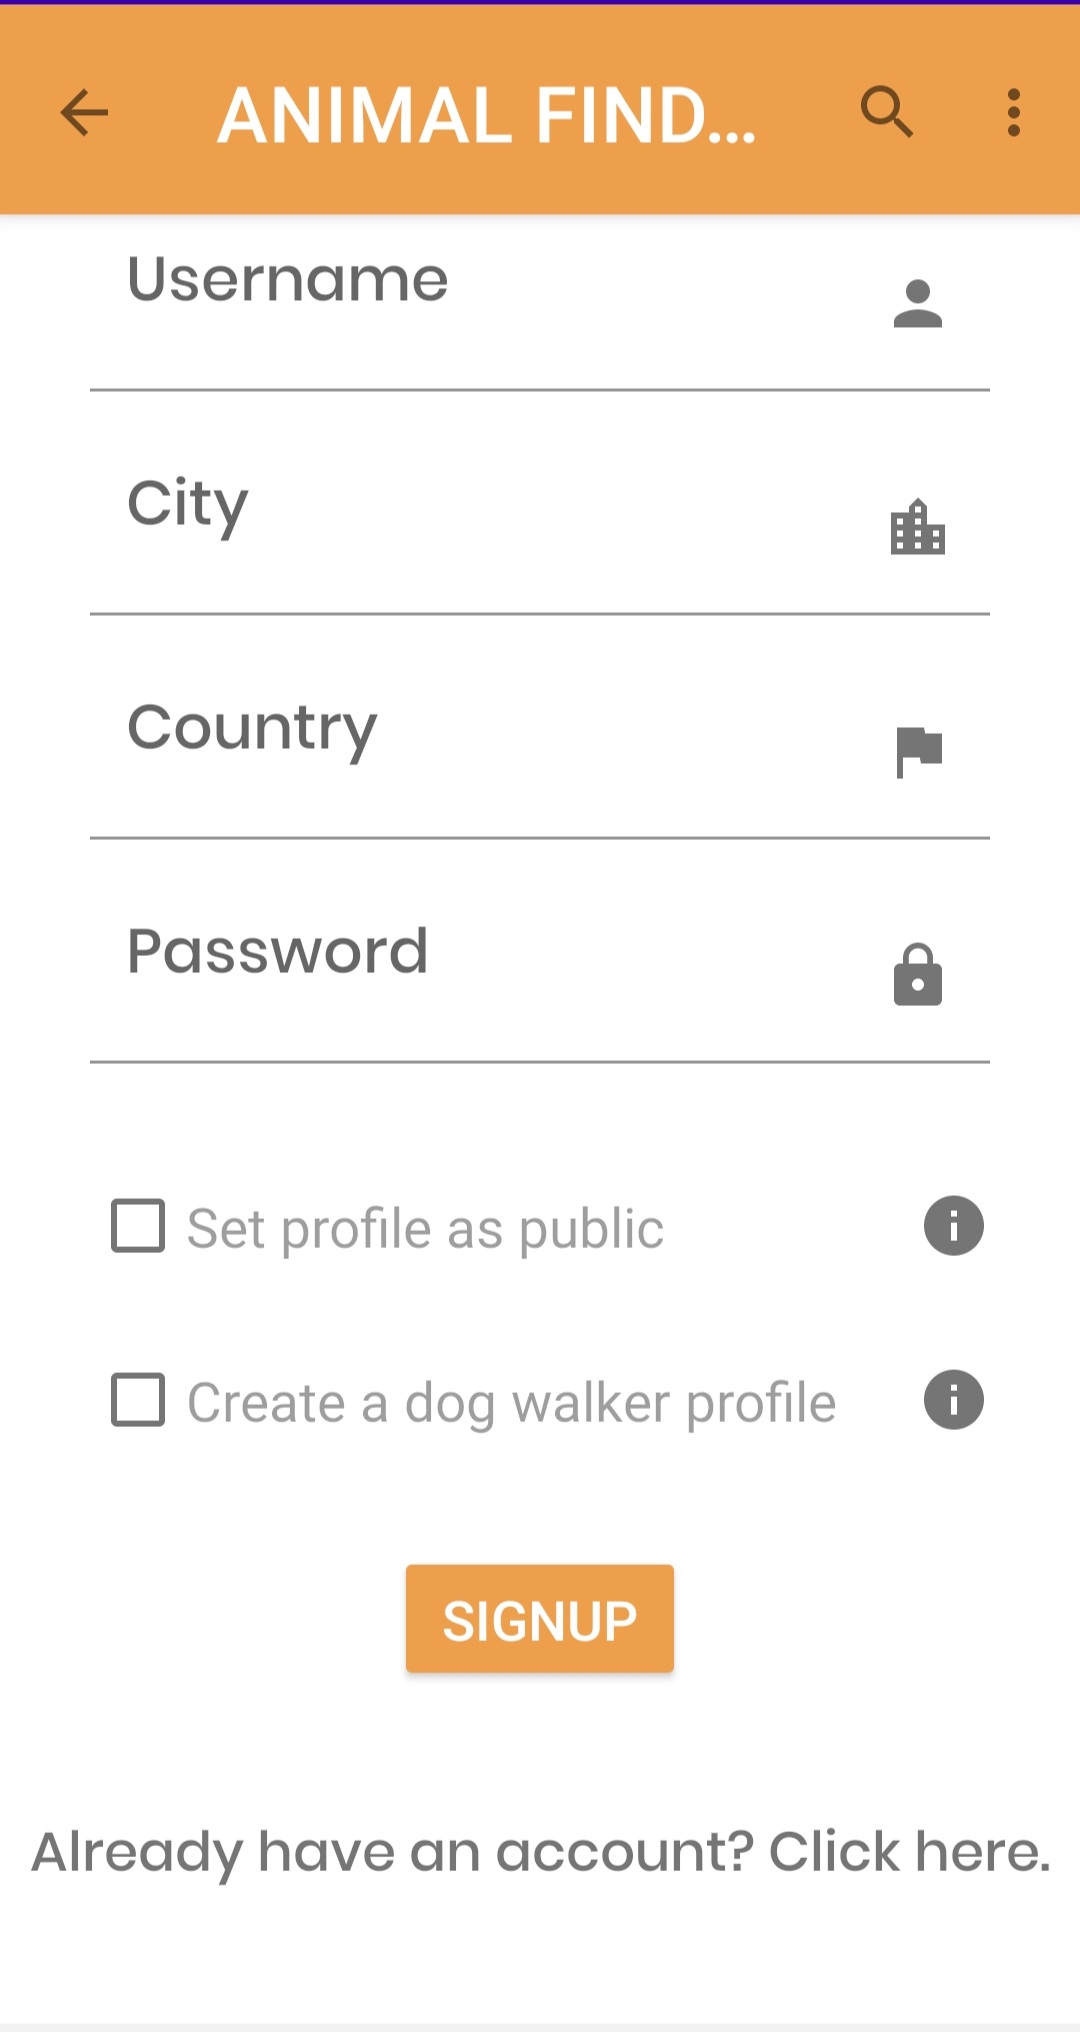 ANIMAL FIND...
Username
City
Country
Password
Set profile as public
Create a dog walker profile
SIGNUP
Already have an account? Click here.